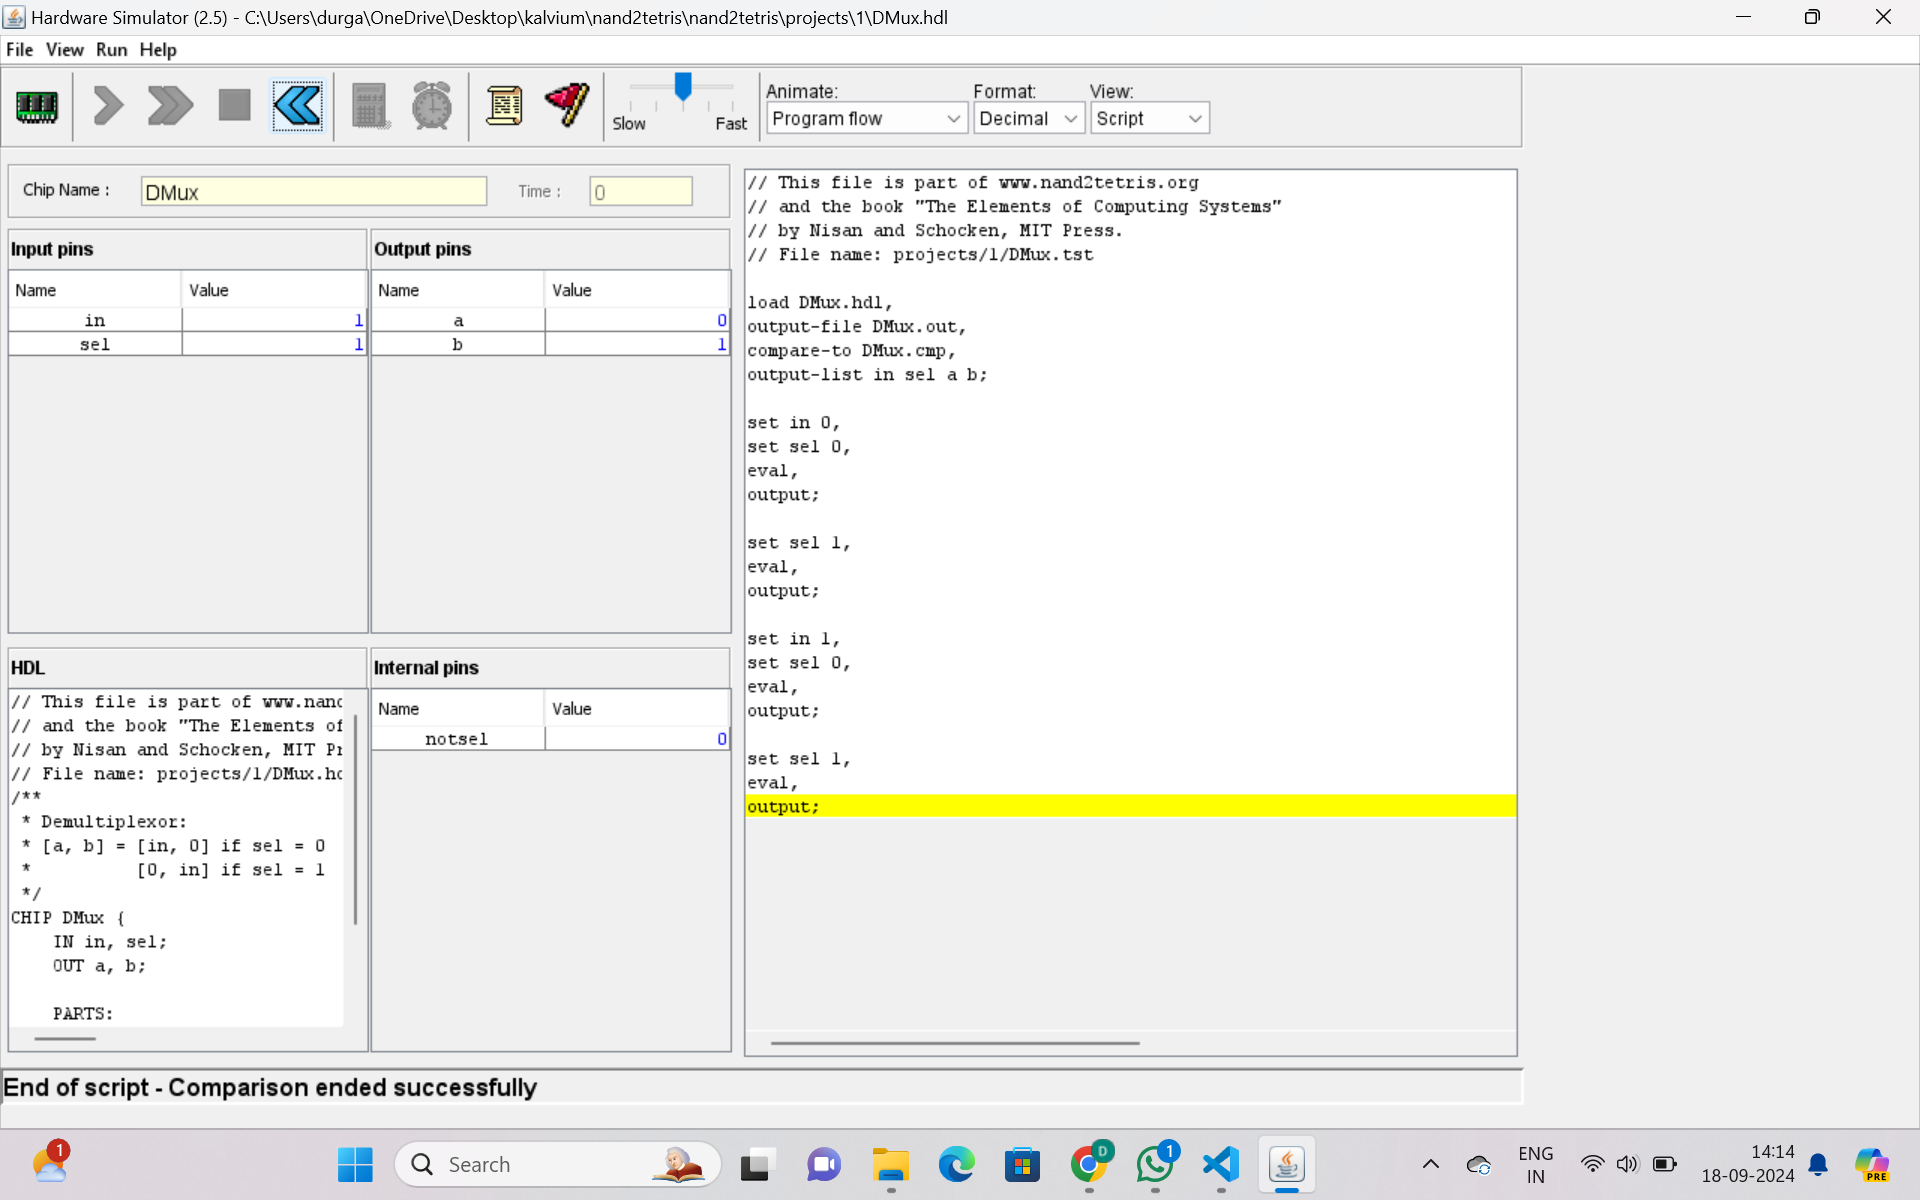 Hardware Simulator (2.5) - C:\Users\durga\OneDrive\Desktop\kalvium\nand2tetris\nand2tetris\projects\1\DMux.hdl
File View Run Help
Slow Fast
Animate: Format: View:
Program flow Decimal Script
Chip Name : DMux Time : 0
Input pins
Name Value
in 1
sel 1
Output pins
Name Value
a 0
b 1
HDL
// This file is part of www.nand
// and the book "The Elements of
// by Nisan and Schocken, MIT Pr
// File name: projects/1/DMux.hd
/**
* Demultiplexor:
* [a, b] = [in, 0] if sel = 0
* [0, in] if sel = 1
*/
CHIP DMux {
IN in, sel;
OUT a, b;
PARTS:
Internal pins
Name Value
notsel 0
// This file is part of www.nand2tetris.org
// and the book "The Elements of Computing Systems"
// by Nisan and Schocken, MIT Press.
// File name: projects/1/DMux.tst
load DMux.hdl,
output-file DMux.out,
compare-to DMux.cmp,
output-list in sel a b;
set in 0,
set sel 0,
eval,
output;
set sel 1,
eval,
output;
set in 1,
set sel 0,
eval,
output;
set sel 1,
eval,
output;
End of script - Comparison ended successfully
1
Search
D
1
ENG
IN
14:14
18-09-2024
PRE